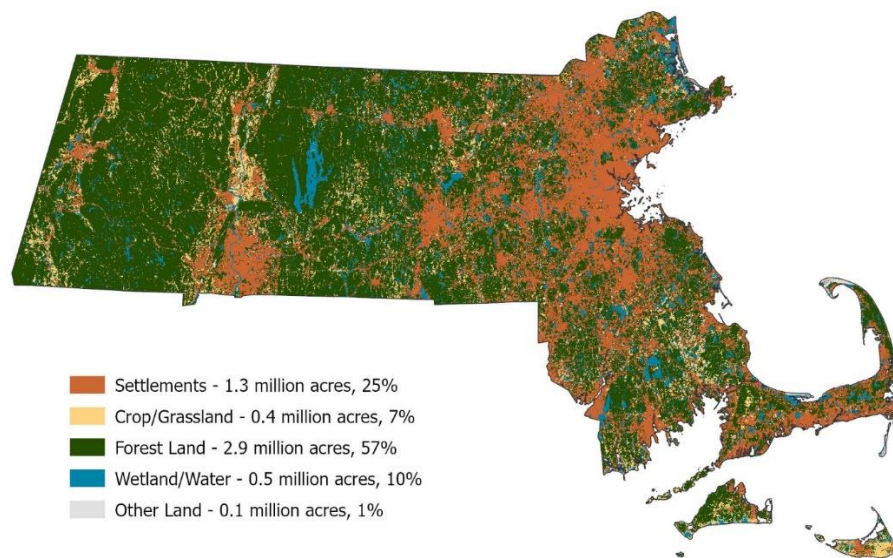 Settlements - 1.3 million acres, 25%
Crop/Grassland - 0.4 million acres, 7%
Forest Land - 2.9 million acres, 57%
Wetland/Water - 0.5 million acres, 10%
Other Land - 0.1 million acres, 1%